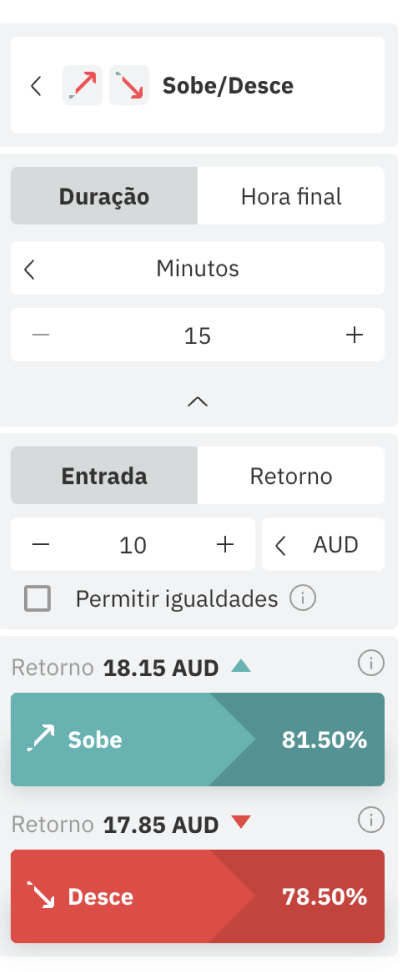 Sobe/Desce
Duração Hora final
Minutos
15
Entrada Retorno
10 AUD
Permitir igualdades
Retorno 18.15 AUD
Sobe 81.50%
Retorno 17.85 AUD
Desce 78.50%